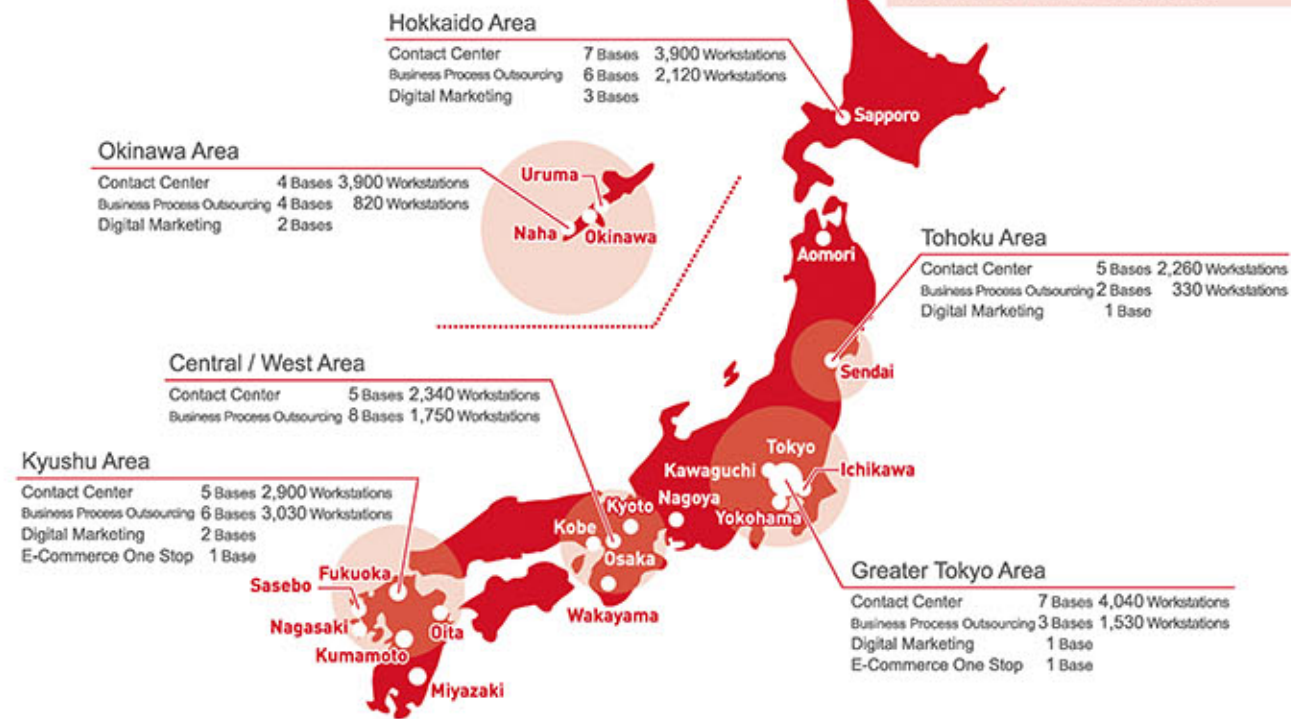 Hokkaido Area
Contact Center 7 Bases 3,900 Workstations
Business Process Outsourcing 6 Bases 2,120 Workstations
Digital Marketing 3 Bases
Sapporo
Okinawa Area
Contact Center 4 Bases 3,900 Workstations
Business Process Outsourcing 4 Bases 820 Workstations
Digital Marketing 2 Bases
Uruma
Naha
Okinawa
Aomori
Tohoku Area
Contact Center 5 Bases 2,260 Workstations
Business Process Outsourcing 2 Bases 330 Workstations
Digital Marketing 1 Base
Sendai
Central / West Area
Contact Center 5 Bases 2,340 Workstations
Business Process Outsourcing 8 Bases 1,750 Workstations
Kyushu Area
Contact Center 5 Bases 2,900 Workstations
Business Process Outsourcing 6 Bases 3,030 Workstations
Digital Marketing 2 Bases
E-Commerce One Stop 1 Base
Tokyo
Kawaguchi
Ichikawa
Yokohama
Nagoya
Kyoto
Kobe
Osaka
Wakayama
Fukuoka
Sasebo
Nagasaki
Oita
Kumamoto
Miyazaki
Greater Tokyo Area
Contact Center 7 Bases 4,040 Workstations
Business Process Outsourcing 3 Bases 1,530 Workstations
Digital Marketing 1 Base
E-Commerce One Stop 1 Base